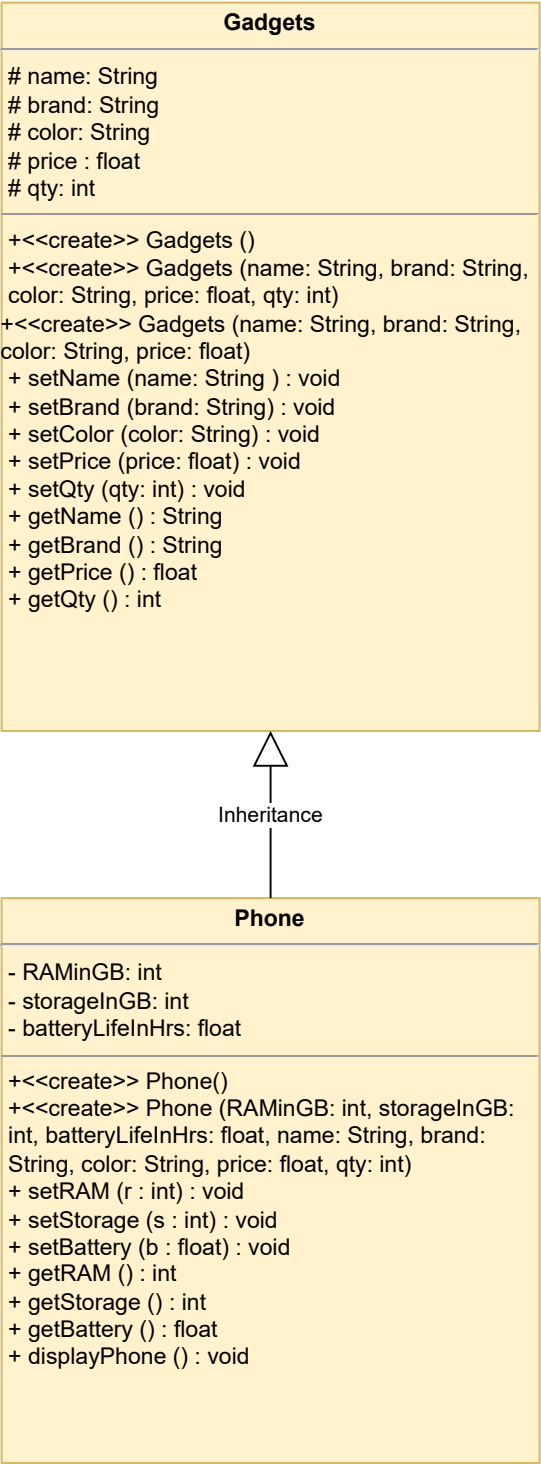 Gadgets
# name: String
# brand: String
# color: String
# price : float
# qty: int
+<<create>> Gadgets ()
+<<create>> Gadgets (name: String, brand: String,
color: String, price: float, qty: int)
+<<create>> Gadgets (name: String, brand: String,
color: String, price: float)
+ setName (name: String ) : void
+ setBrand (brand: String) : void
+ setColor (color: String) : void
+ setPrice (price: float) : void
+ setQty (qty: int) : void
+ getName () : String
+ getBrand () : String
+ getPrice () : float
+ getQty () : int
Inheritance
Phone
- RAMinGB: int
- storageInGB: int
- batteryLifeInHrs: float
+<<create>> Phone()
+<<create>> Phone (RAMinGB: int, storageInGB:
int, batteryLifeInHrs: float, name: String, brand:
String, color: String, price: float, qty: int)
+ setRAM (r : int) : void
+ setStorage (s : int) : void
+ setBattery (b : float) : void
+ getRAM () : int
+ getStorage () : int
+ getBattery () : float
+ displayPhone () : void